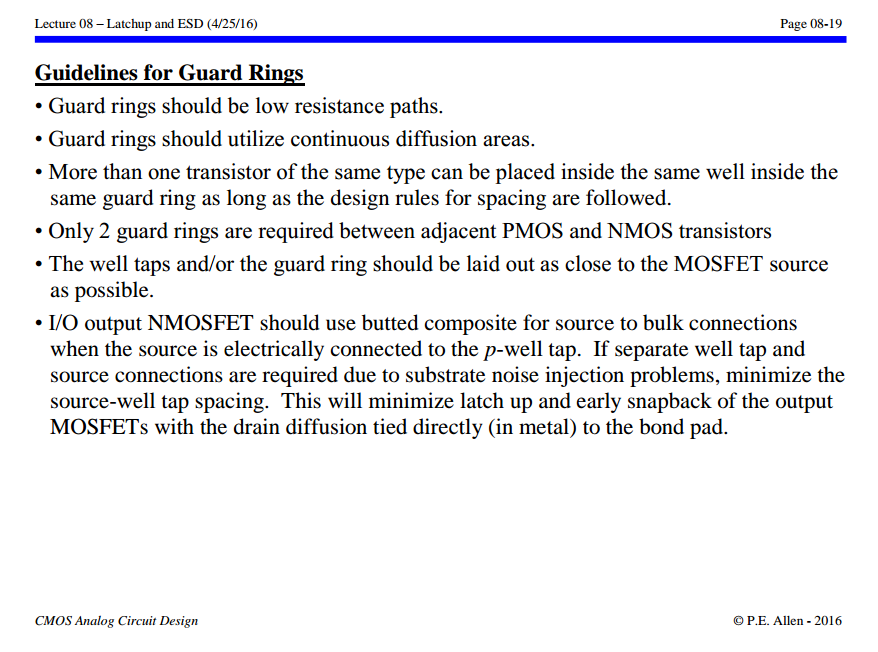 Lecture 08 – Latchup and ESD (4/25/16) Page 08-19
Guidelines for Guard Rings
• Guard rings should be low resistance paths.
• Guard rings should utilize continuous diffusion areas.
• More than one transistor of the same type can be placed inside the same well inside the
same guard ring as long as the design rules for spacing are followed.
• Only 2 guard rings are required between adjacent PMOS and NMOS transistors
• The well taps and/or the guard ring should be laid out as close to the MOSFET source
as possible.
• I/O output NMOSFET should use butted composite for source to bulk connections
when the source is electrically connected to the p-well tap.  If separate well tap and
source connections are required due to substrate noise injection problems, minimize the
source-well tap spacing.  This will minimize latch up and early snapback of the output
MOSFETs with the drain diffusion tied directly (in metal) to the bond pad.
CMOS Analog Circuit Design © P.E. Allen - 2016